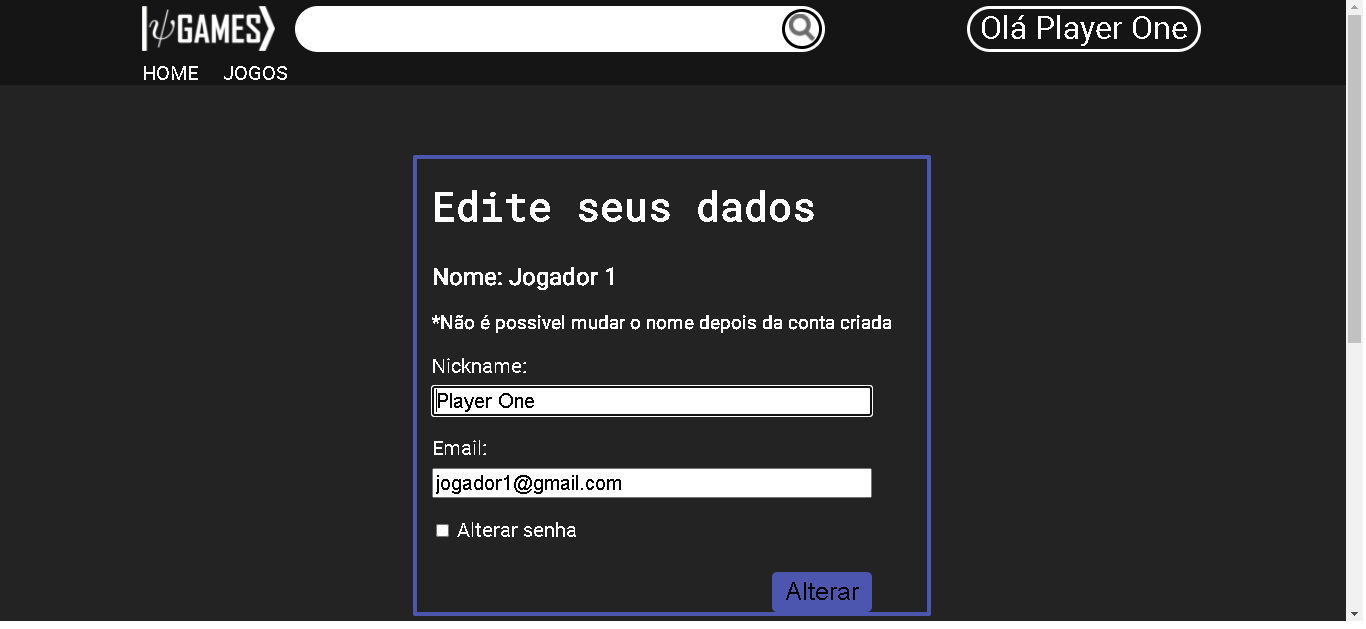 |ψGAMES⟩
Olá Player One
HOME JOGOS
Edite seus dados
Nome: Jogador 1
*Não é possivel mudar o nome depois da conta criada
Nickname:
Player One
Email:
jogador1@gmail.com
Alterar senha
Alterar